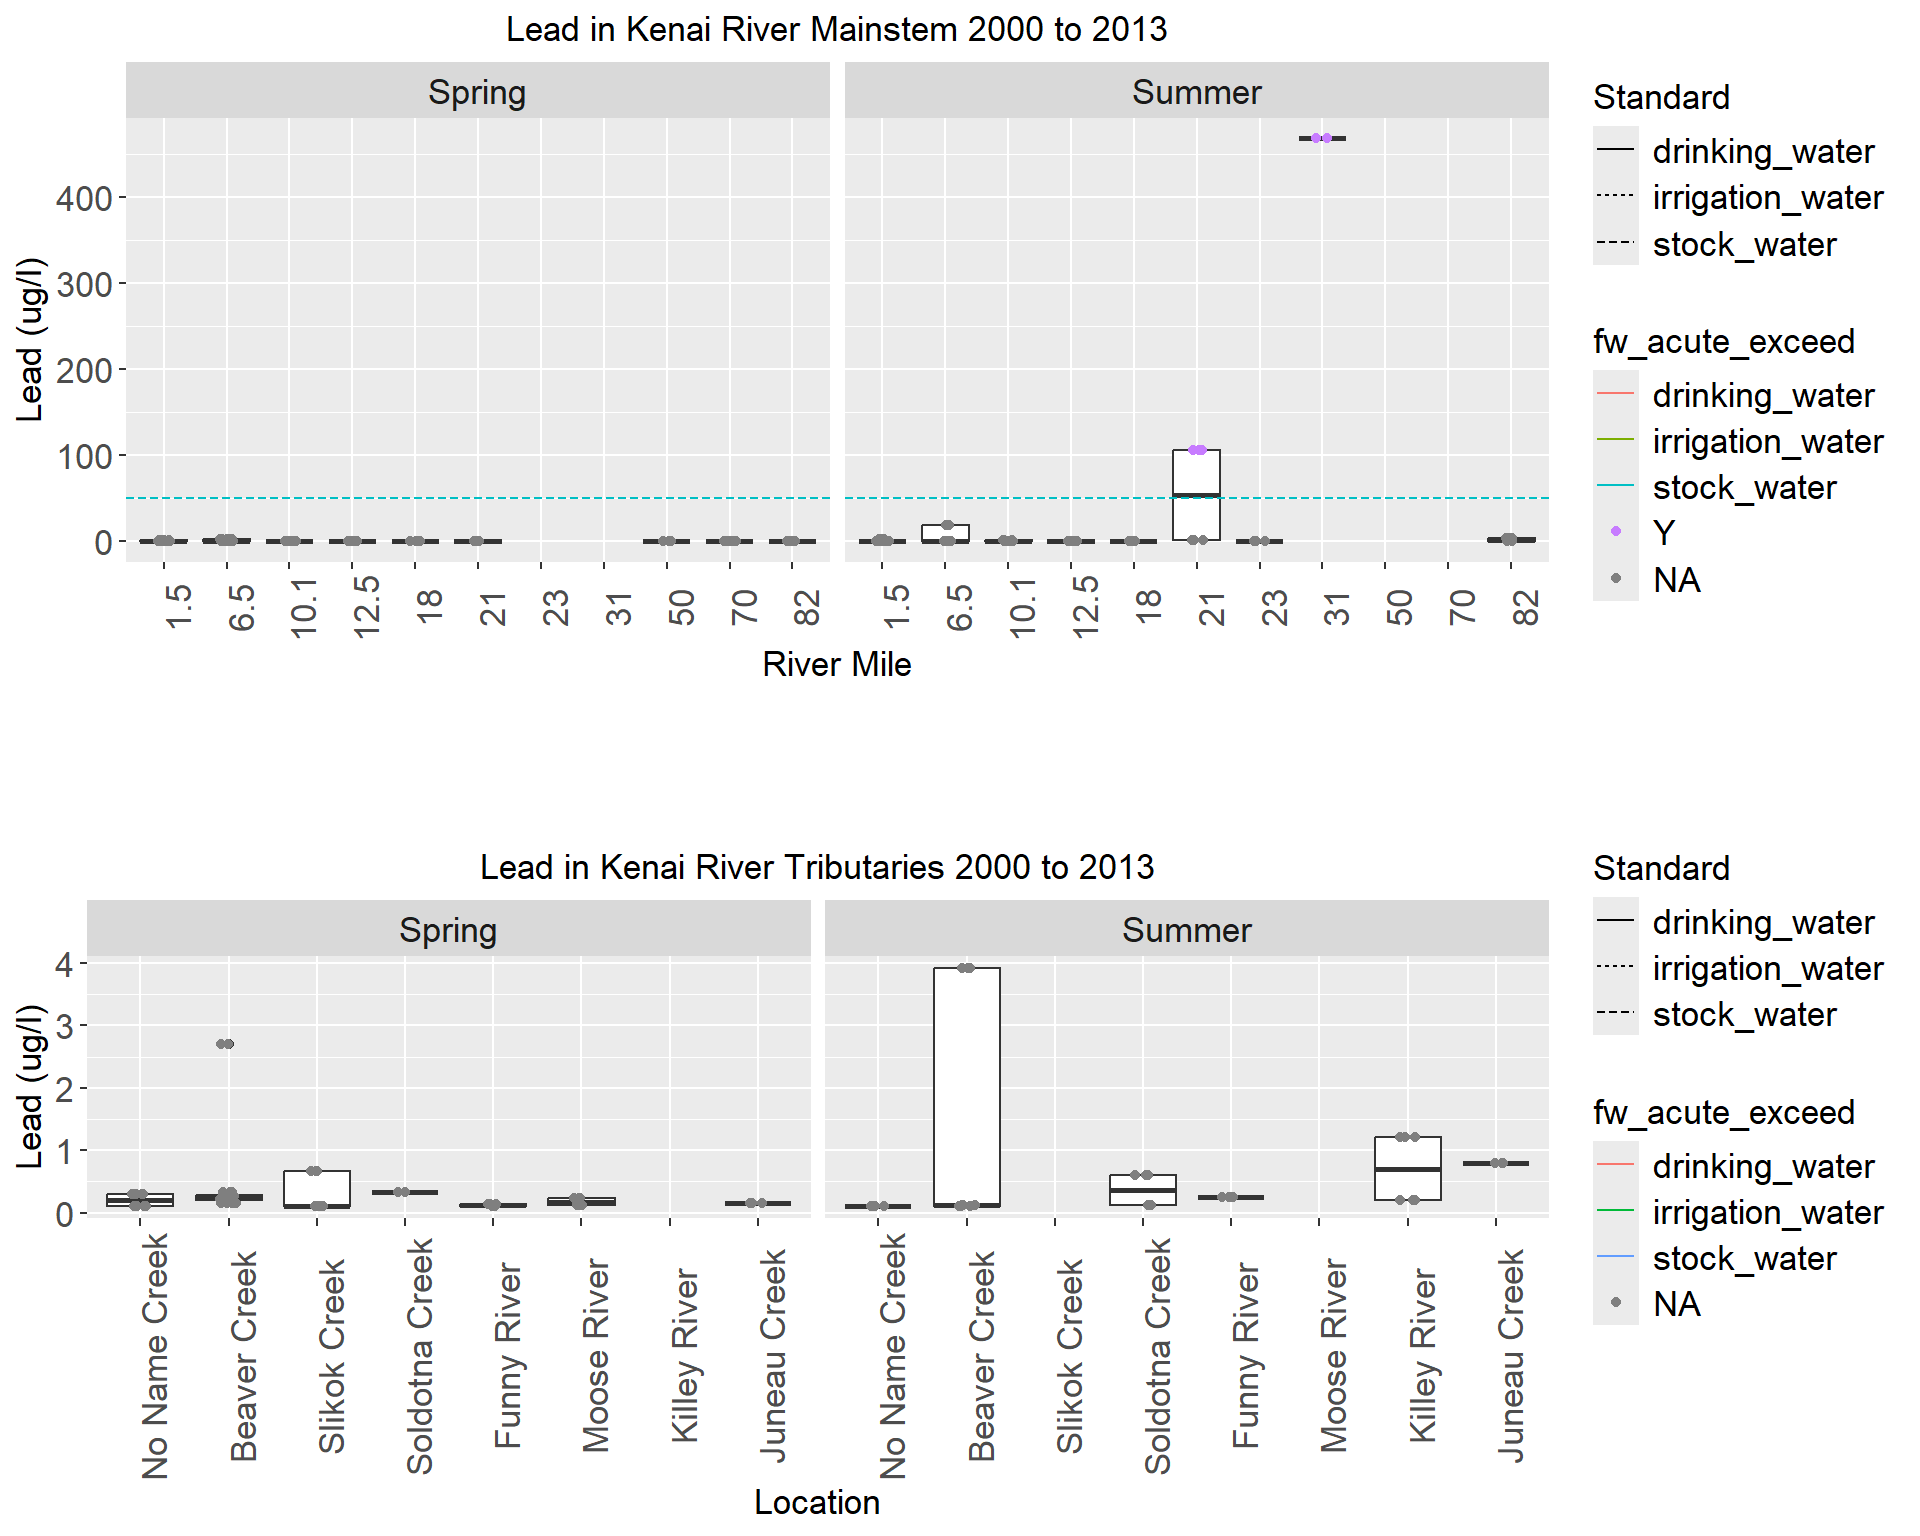 Lead in Kenai River Mainstem 2000 to 2013
Spring
Summer
Lead (ug/l)
400
300
200
100
0
1.5
6.5
10.1
12.5
18
21
23
31
50
70
82
1.5
6.5
10.1
12.5
18
21
23
31
50
70
82
River Mile
Standard
drinking_water
irrigation_water
stock_water
fw_acute_exceed
drinking_water
irrigation_water
stock_water
Y
NA
Lead in Kenai River Tributaries 2000 to 2013
Spring
Summer
Lead (ug/l)
4
3
2
1
0
No Name Creek
Beaver Creek
Slikok Creek
Soldotna Creek
Funny River
Moose River
Killey River
Juneau Creek
No Name Creek
Beaver Creek
Slikok Creek
Soldotna Creek
Funny River
Moose River
Killey River
Juneau Creek
Location
Standard
drinking_water
irrigation_water
stock_water
fw_acute_exceed
drinking_water
irrigation_water
stock_water
NA